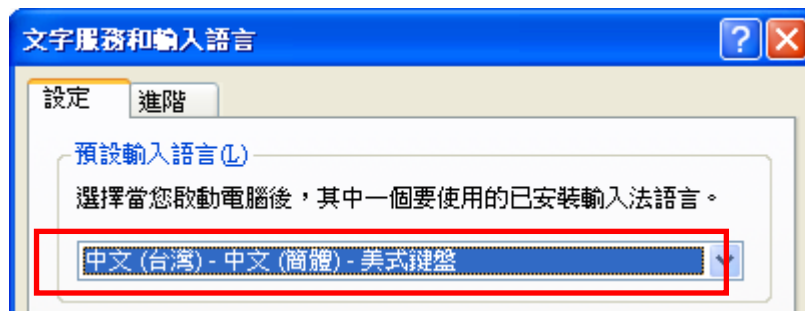 文字服務和輸入語言
設定 進階
預設輸入語言(L)
選擇當您啟動電腦後，其中一個要使用的已安裝輸入法語言。
中文 (台灣) - 中文 (簡體) - 美式鍵盤